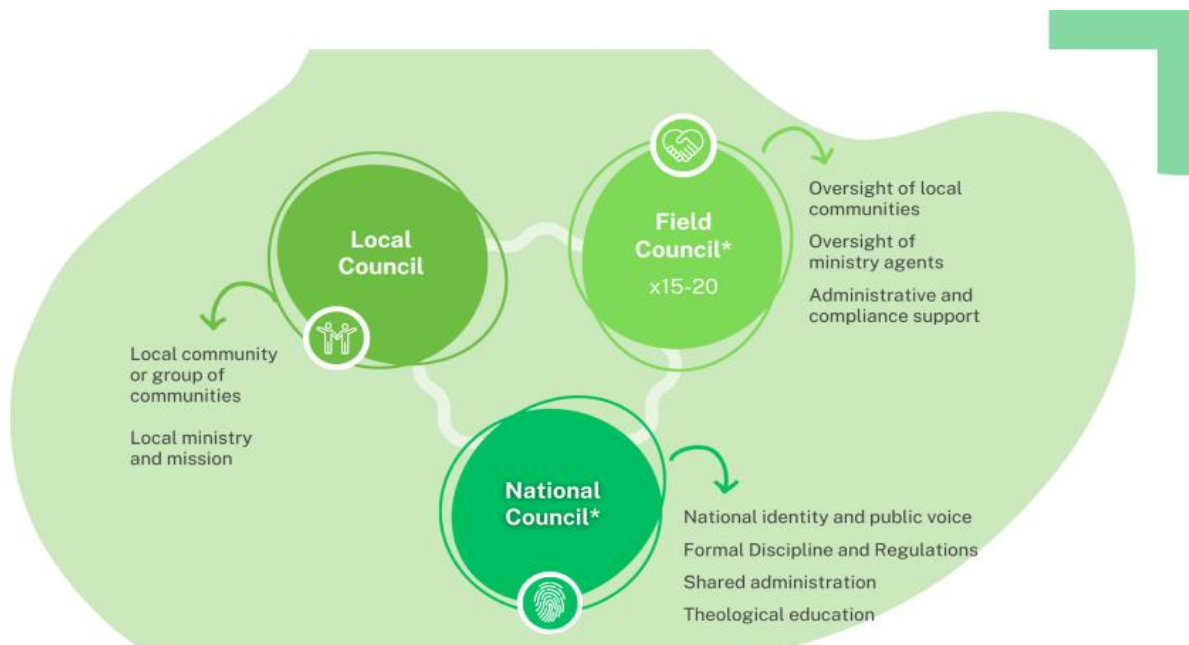 Local
Council
Field
Council*
x15-20
Oversight of local
communities
Oversight of
ministry agents
Administrative and
compliance support
Local community
or group of
communities
Local ministry
and mission
National
Council*
National identity and public voice
Formal Discipline and Regulations
Shared administration
Theological education